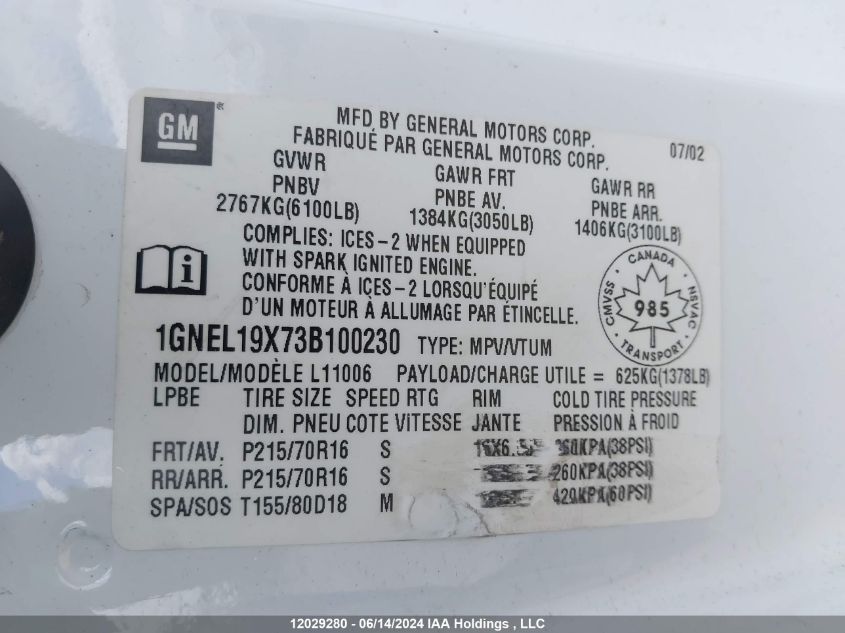 GM ®
MFD BY GENERAL MOTORS CORP.
FABRIQUÉ PAR GENERAL MOTORS CORP.
07/02
GVWR GAWR FRT GAWR RR
PNBV PNBE AV. PNBE ARR.
2767KG(6100LB) 1384KG(3050LB) 1406KG(3100LB)
COMPLIES: ICES-2 WHEN EQUIPPED
WITH SPARK IGNITED ENGINE.
CONFORME À ICES-2 LORSQU'ÉQUIPÉ
D'UN MOTEUR À ALLUMAGE PAR ÉTINCELLE.
CANADA
CMVSS 985 NSVAC
TRANSPORT
1GNEL19X73B100230 TYPE: MPV/VTUM
MODEL/MODÈLE L11006 PAYLOAD/CHARGE UTILE = 625KG(1378LB)
LPBE TIRE SIZE SPEED RTG RIM COLD TIRE PRESSURE
DIM. PNEU COTE VITESSE JANTE PRESSION À FROID
FRT/AV. P215/70R16 S (38PSI)
RR/ARR. P215/70R16 S 260KPA(38PSI)
SPA/SOS T155/80D18 M 420KPA(60PSI)
12029280 - 06/14/2024 IAA Holdings , LLC